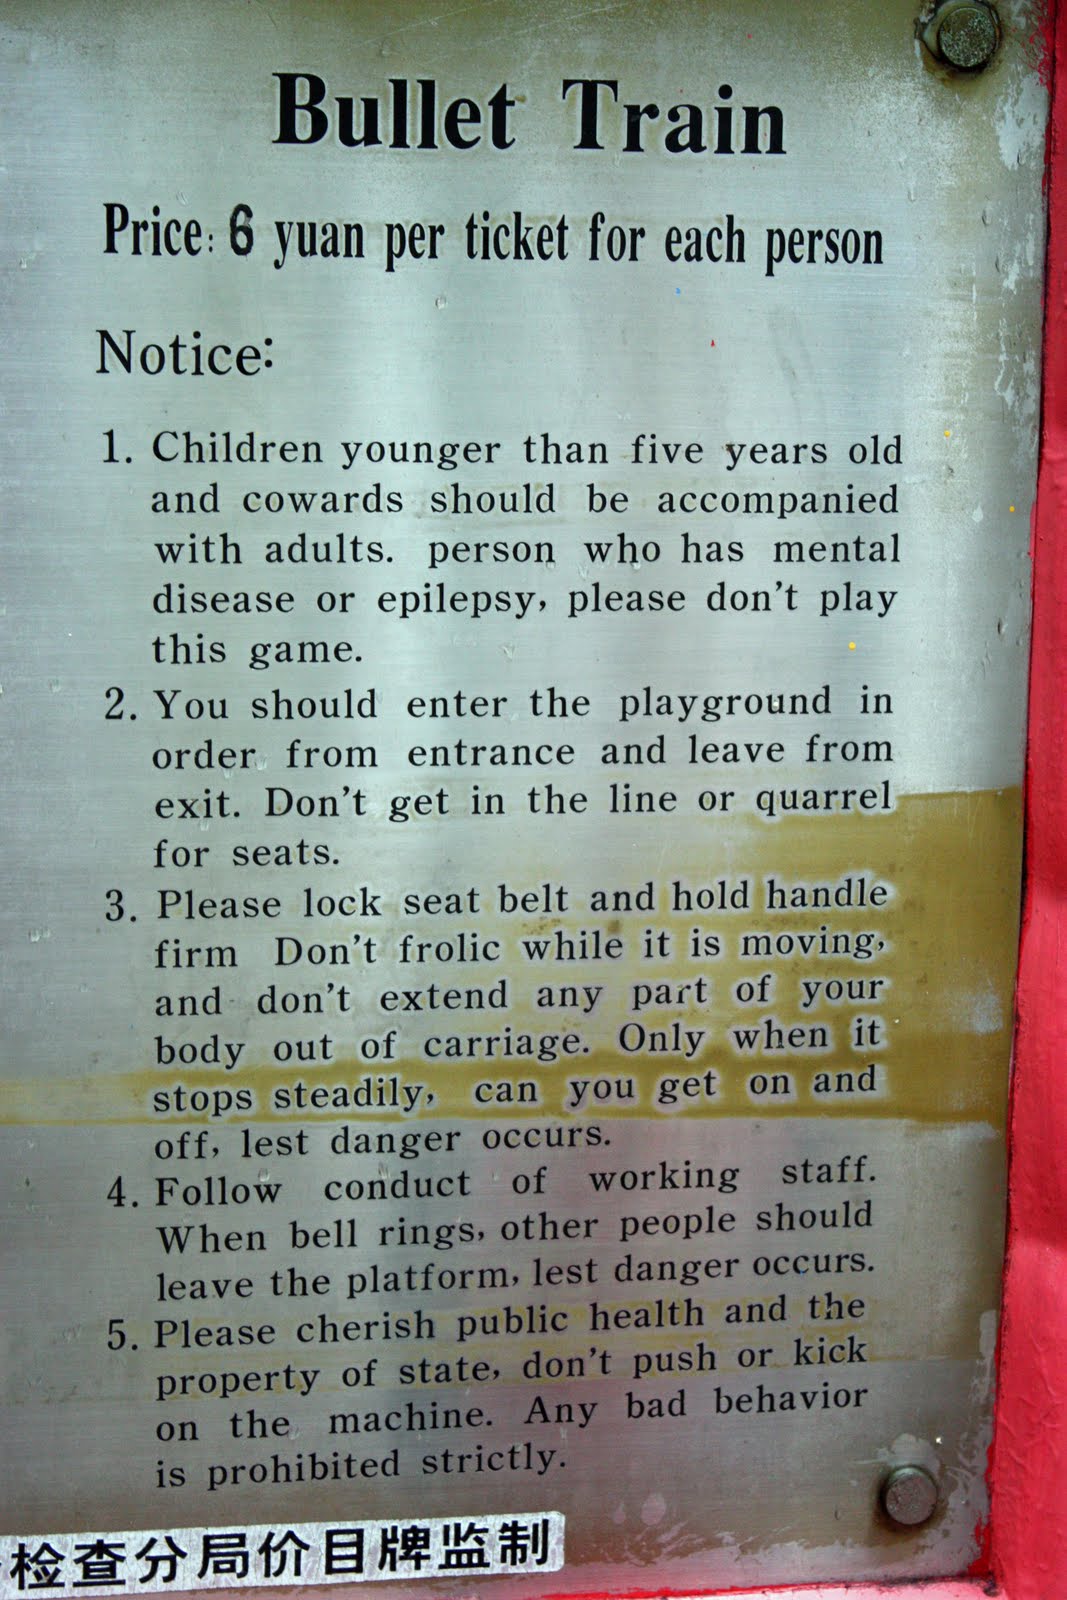 Bullet Train
Price: 6 yuan per ticket for each person
Notice:
1. Children younger than five years old
and cowards should be accompanied
with adults. person who has mental
disease or epilepsy, please don't play
this game.
2. You should enter the playground in
order from entrance and leave from
exit. Don't get in the line or quarrel
for seats.
3. Please lock seat belt and hold handle
firm Don't frolic while it is moving,
and don't extend any part of your
body out of carriage. Only when it
stops steadily, can you get on and
off, lest danger occurs.
4. Follow conduct of working staff.
When bell rings, other people should
leave the platform, lest danger occurs.
5. Please cherish public health and the
property of state, don't push or kick
on the machine. Any bad behavior
is prohibited strictly.
检查分局价目牌监制